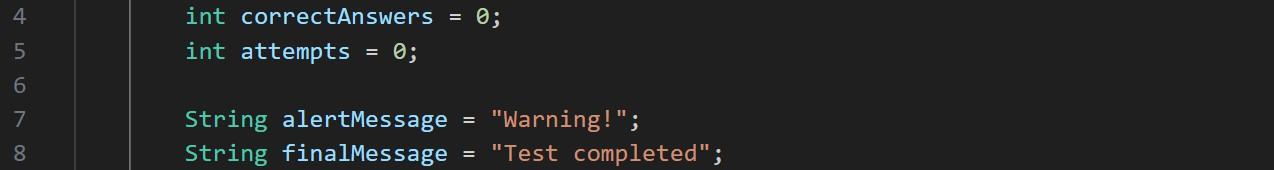 4 int correctAnswers = 0;
5 int attempts = 0;
6
7 String alertMessage = "Warning!";
8 String finalMessage = "Test completed";